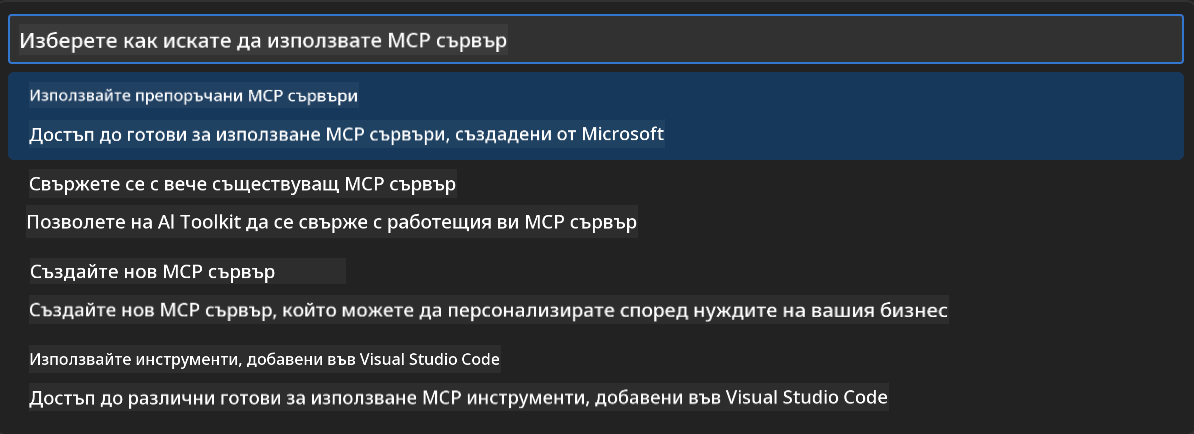 Изберете как искате да използвате MCP сървър
Използвайте препоръчани MCP сървъри
Достъп до готови за използване MCP сървъри, създадени от Microsoft
Свържете се с вече съществуващ MCP сървър
Позволете на AI Toolkit да се свърже с работещия ви MCP сървър
Създайте нов MCP сървър
Създайте нов MCP сървър, който можете да персонализирате според нуждите на вашия бизнес
Използвайте инструменти, добавени във Visual Studio Code
Достъп до различни готови за използване MCP инструменти, добавени във Visual Studio Code